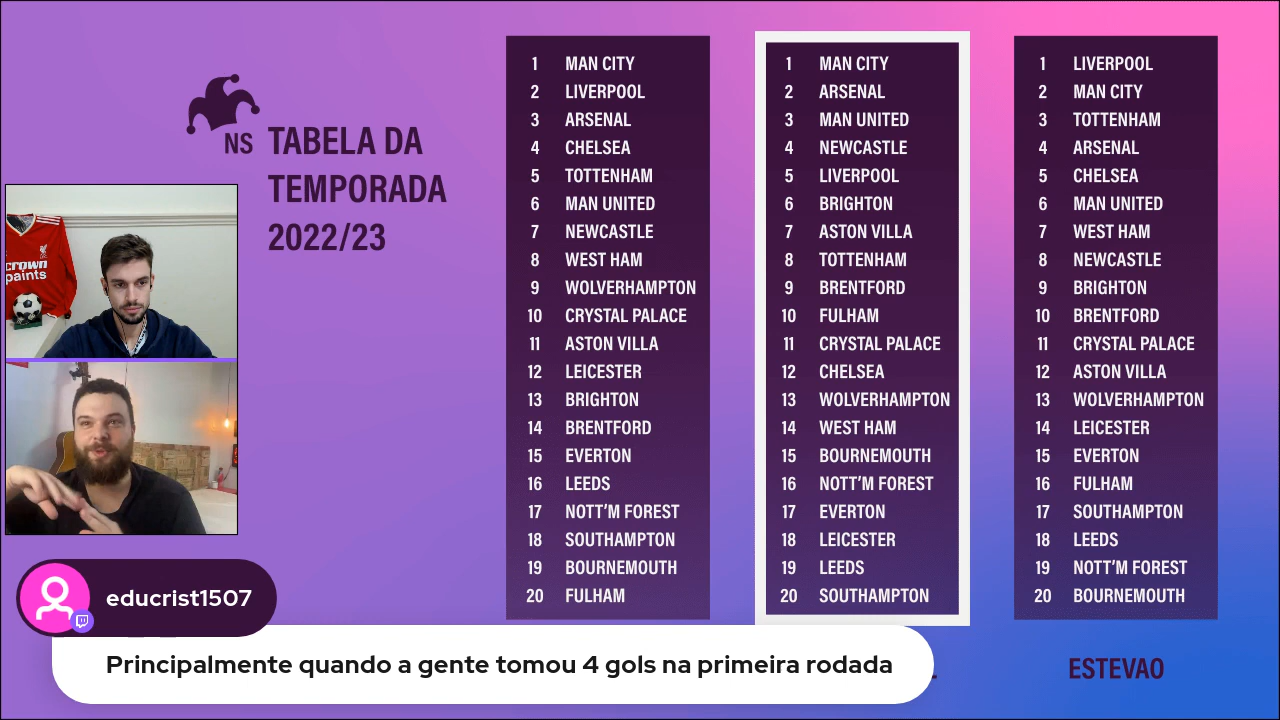 NS
TABELA DA
TEMPORADA
2022/23
1 MAN CITY
2 LIVERPOOL
3 ARSENAL
4 CHELSEA
5 TOTTENHAM
6 MAN UNITED
7 NEWCASTLE
8 WEST HAM
9 WOLVERHAMPTON
10 CRYSTAL PALACE
11 ASTON VILLA
12 LEICESTER
13 BRIGHTON
14 BRENTFORD
15 EVERTON
16 LEEDS
17 NOTT'M FOREST
18 SOUTHAMPTON
19 BOURNEMOUTH
20 FULHAM
1 MAN CITY
2 ARSENAL
3 MAN UNITED
4 NEWCASTLE
5 LIVERPOOL
6 BRIGHTON
7 ASTON VILLA
8 TOTTENHAM
9 BRENTFORD
10 FULHAM
11 CRYSTAL PALACE
12 CHELSEA
13 WOLVERHAMPTON
14 WEST HAM
15 BOURNEMOUTH
16 NOTT'M FOREST
17 EVERTON
18 LEICESTER
19 LEEDS
20 SOUTHAMPTON
1 LIVERPOOL
2 MAN CITY
3 TOTTENHAM
4 ARSENAL
5 CHELSEA
6 MAN UNITED
7 WEST HAM
8 NEWCASTLE
9 BRIGHTON
10 BRENTFORD
11 CRYSTAL PALACE
12 ASTON VILLA
13 WOLVERHAMPTON
14 LEICESTER
15 EVERTON
16 FULHAM
17 SOUTHAMPTON
18 LEEDS
19 NOTT'M FOREST
20 BOURNEMOUTH
ESTEVAO
crown
paints
educrist1507
Principalmente quando a gente tomou 4 gols na primeira rodada